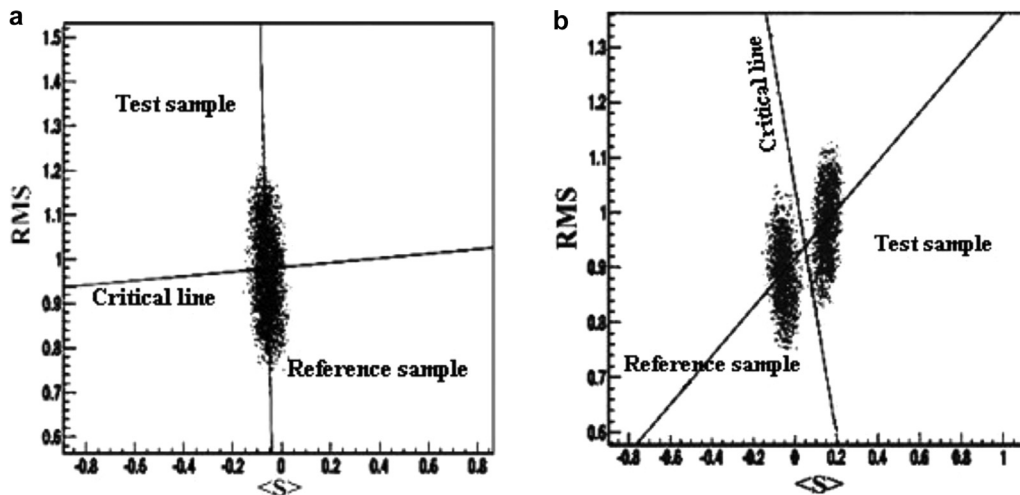 a
1.5
1.4
Test sample
1.3
1.2
RMS
1.1
1
Critical line
0.9
0.8
Reference sample
0.7
0.6
-0.8 -0.6 -0.4 -0.2 0 0.2 0.4 0.6 0.8
<S>
b
1.3
Critical line
1.2
1.1
RMS
1
Test sample
0.9
0.8
Reference sample
0.7
0.6
-0.8 -0.6 -0.4 -0.2 0 0.2 0.4 0.6 0.8 1
<S>